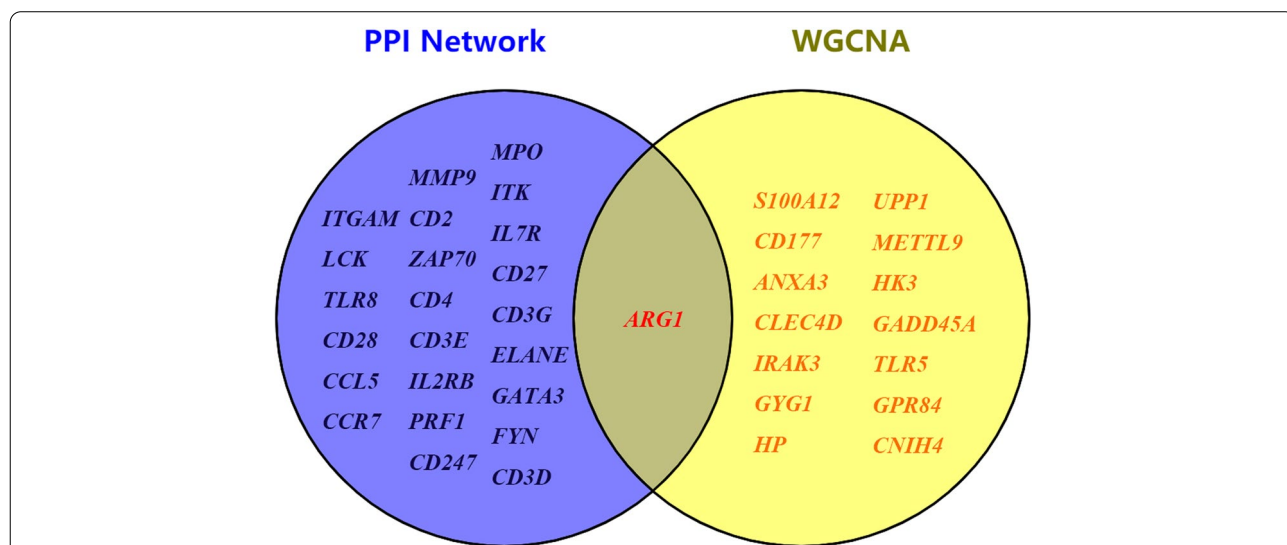 PPI Network
WGCNA
ITGAM
LCK
TLR8
CD28
CCL5
CCR7
MMP9
CD2
ZAP70
CD4
CD3E
IL2RB
PRF1
CD247
MPO
ITK
IL7R
CD27
CD3G
ELANE
GATA3
FYN
CD3D
ARG1
S100A12
CD177
ANXA3
CLEC4D
IRAK3
GYG1
HP
UPP1
METTL9
HK3
GADD45A
TLR5
GPR84
CNIH4